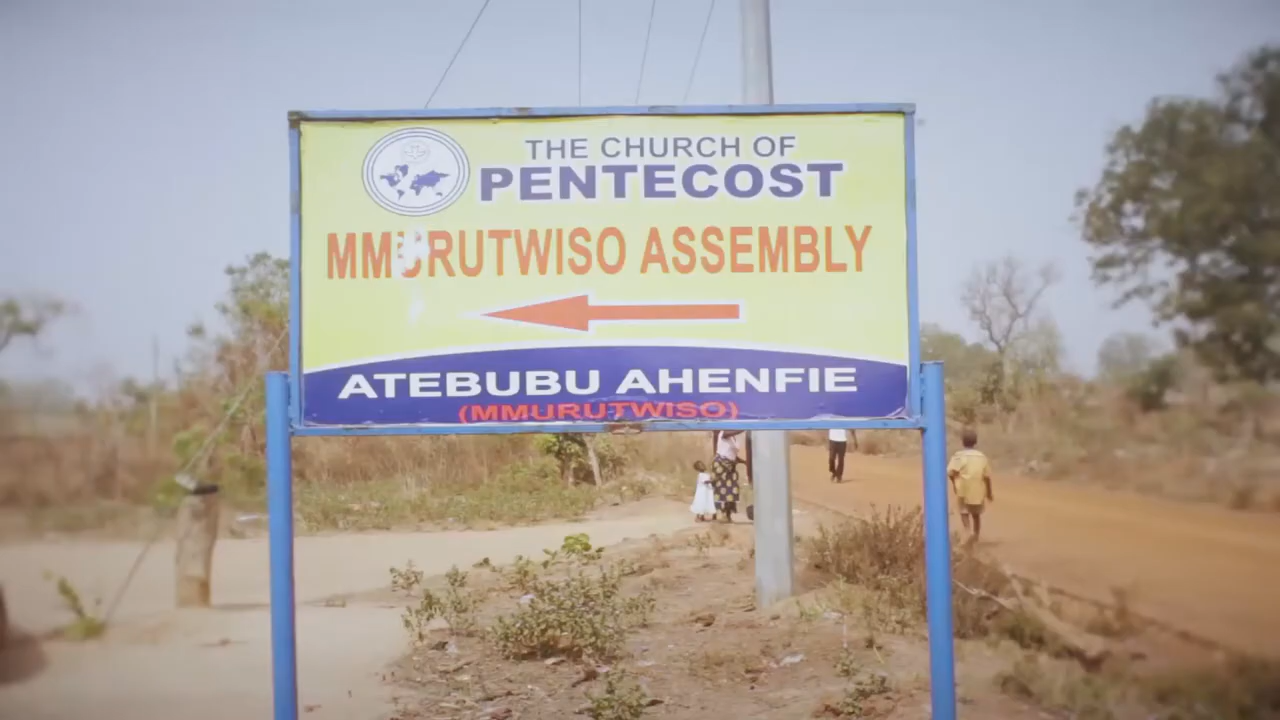 THE CHURCH OF
PENTECOST
MMURUTWISO ASSEMBLY
ATEBUBU AHENFIE
(MMURUTWISO)